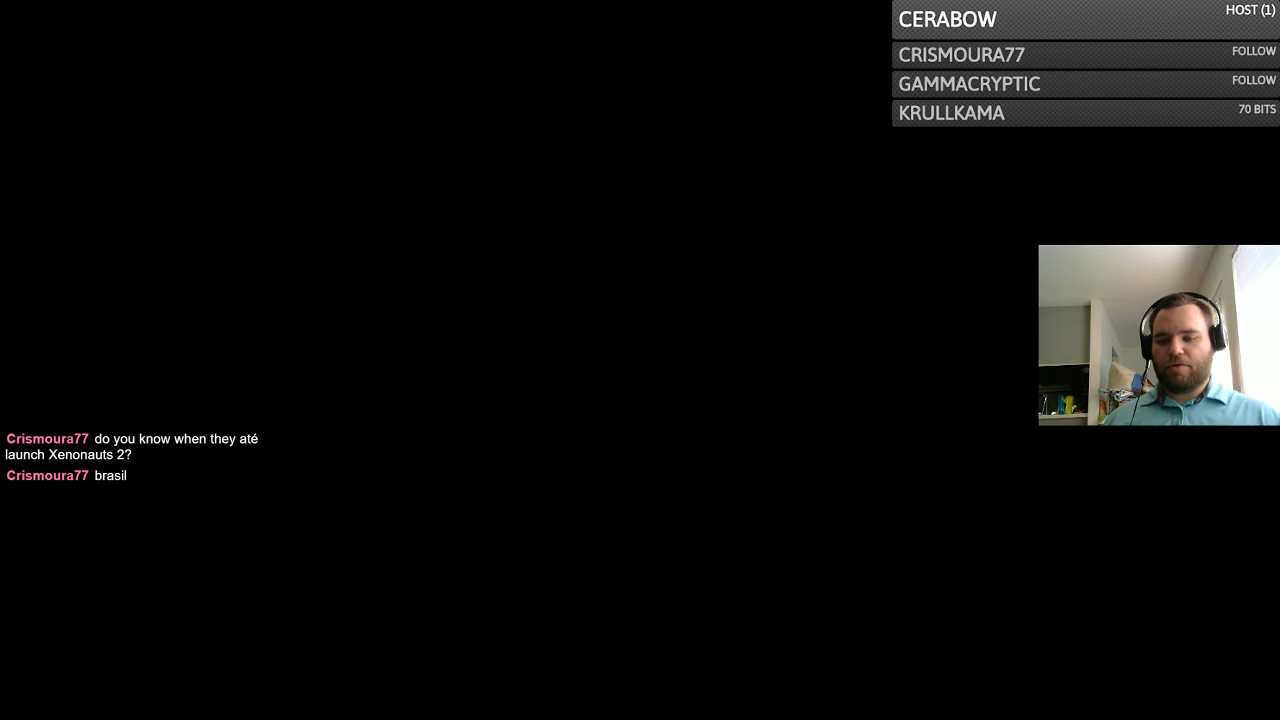 CERABOW HOST (1)
CRISMOURA77 FOLLOW
GAMMACRYPTIC FOLLOW
KRULLKAMA 70 BITS
Crismoura77 do you know when they até
launch Xenonauts 2?
Crismoura77 brasil